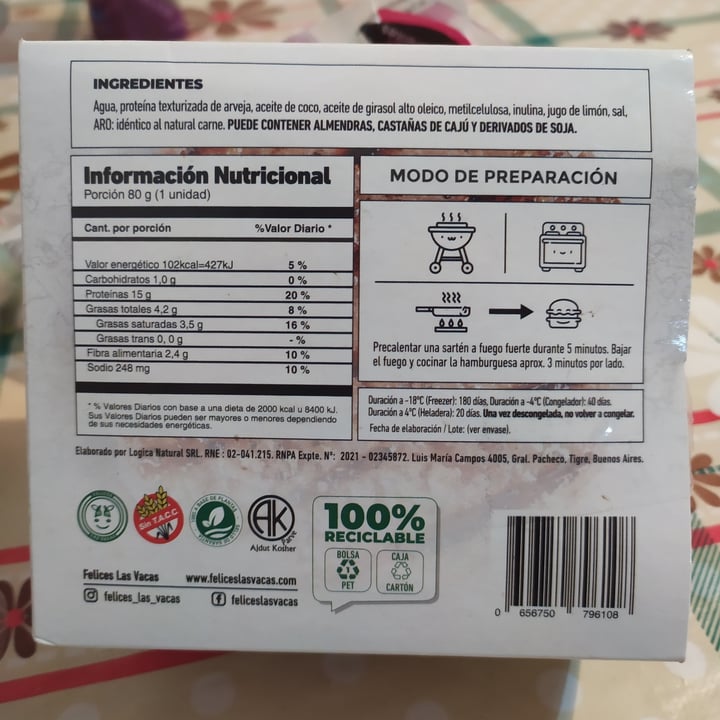 INGREDIENTES
Agua, proteína texturizada de arveja, aceite de coco, aceite de girasol alto oleico, metilcelulosa, inulina, jugo de limón, sal,
ARO: idéntico al natural carne. PUEDE CONTENER ALMENDRAS, CASTAÑAS DE CAJÚ Y DERIVADOS DE SOJA.
Información Nutricional
Porción 80 g (1 unidad)
Cant. por porción %Valor Diario *
Valor energético 102kcal=427kJ 5 %
Carbohidratos 1,0 g 0 %
Proteínas 15 g 20 %
Grasas totales 4,2 g 8 %
Grasas saturadas 3,5 g 16 %
Grasas trans 0, 0 g - %
Fibra alimentaria 2,4 g 10 %
Sodio 248 mg 10 %
* % Valores Diarios con base a una dieta de 2000 kcal u 8400 kJ.
Sus Valores Diarios pueden ser mayores o menores dependiendo
de sus necesidades energéticas.
MODO DE PREPARACIÓN
Precalentar una sartén a fuego fuerte durante 5 minutos. Bajar
el fuego y cocinar la hamburguesa aprox. 3 minutos por lado.
Duración a -18°C (Freezer): 180 días, Duración a -4°C (Congelador): 40 días.
Duración a 4°C (Heladera): 20 días. Una vez descongelada, no volver a congelar.
Fecha de elaboración / Lote: (ver envase).
Elaborado por Logica Natural SRL. RNE : 02-041.215. RNPA Expte. N°: 2021 - 02345872. Luis María Campos 4005, Gral. Pacheco, Tigre, Buenos Aires.
Sin T.A.C.C
100% A BASE DE PLANTAS
AK
Parve
Ajdut Kosher
100%
RECICLABLE
BOLSA
1
PET
CAJA
CARTÓN
Felices Las Vacas www.feliceslasvacas.com
felices_las_vacas feliceslasvacas
0 656750 796108